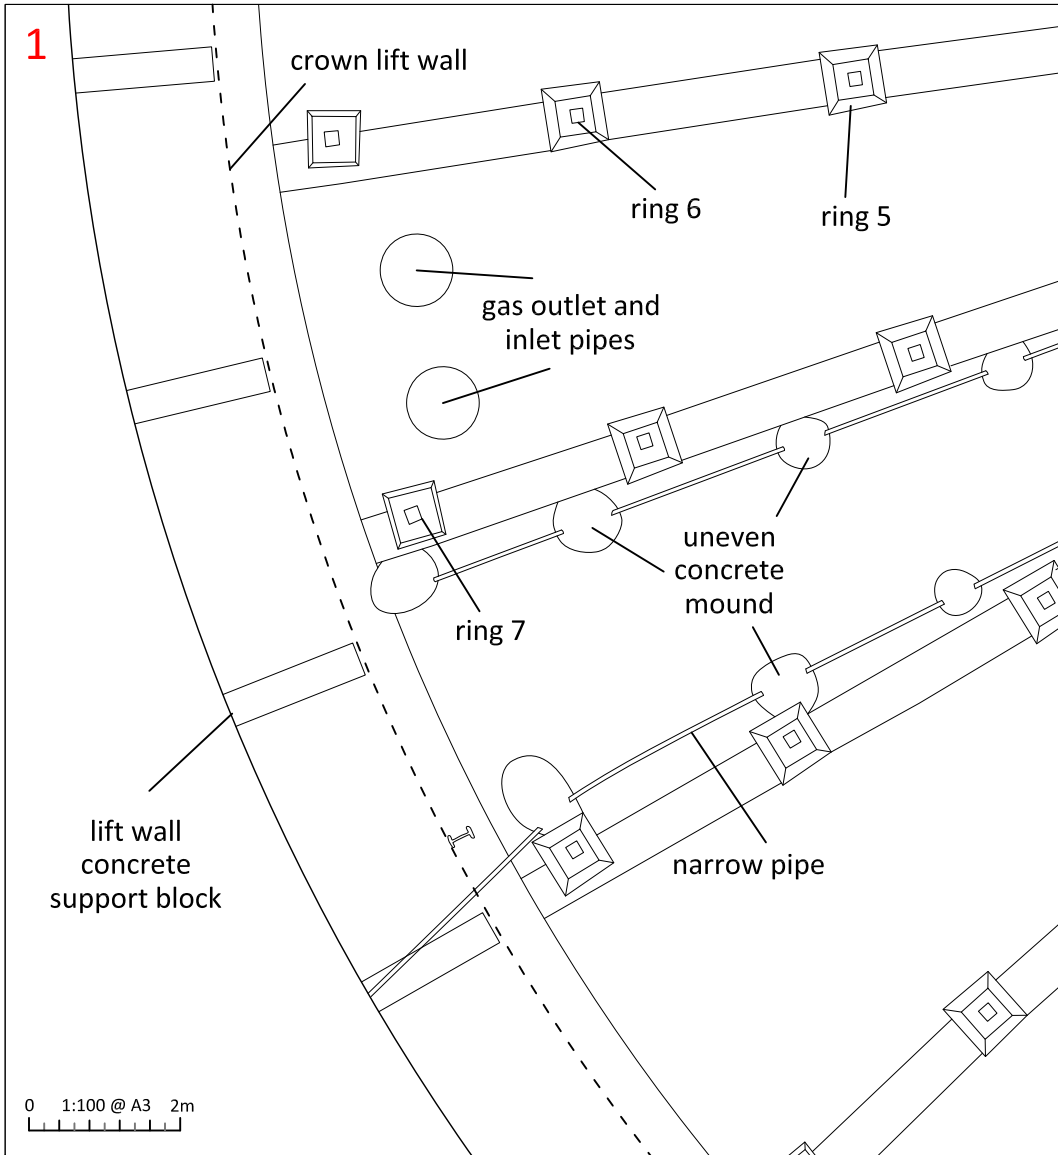 1
crown lift wall
ring 6
ring 5
gas outlet and
inlet pipes
uneven
concrete
mound
ring 7
lift wall
concrete
support block
narrow pipe
0 1:100 @ A3 2m